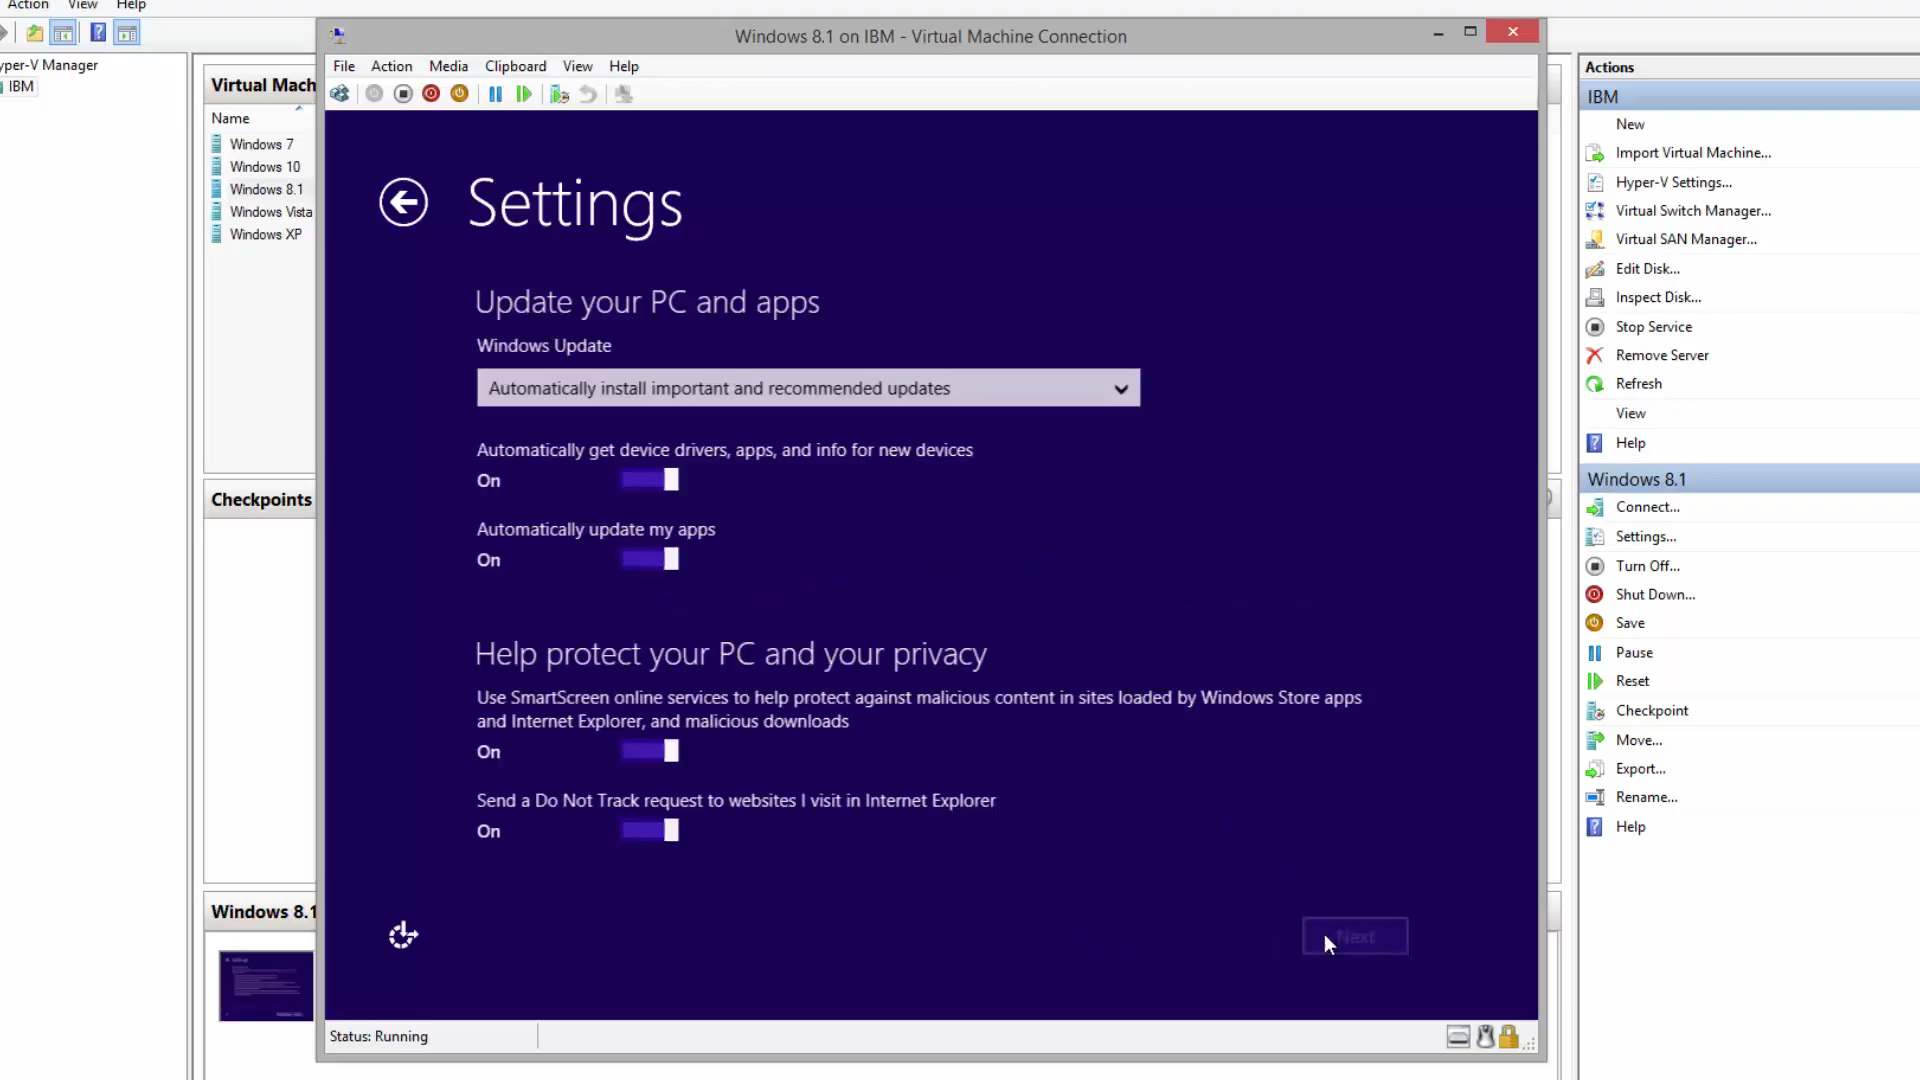 Action View Help
yper-V Manager
IBM
Virtual Mach
Name
Windows 7
Windows 10
Windows 8.1
Windows Vista
Windows XP
Checkpoints
Windows 8.1
Windows 8.1 on IBM - Virtual Machine Connection
File Action Media Clipboard View Help
Settings
Update your PC and apps
Windows Update
Automatically install important and recommended updates
Automatically get device drivers, apps, and info for new devices
On
Automatically update my apps
On
Help protect your PC and your privacy
Use SmartScreen online services to help protect against malicious content in sites loaded by Windows Store apps
and Internet Explorer, and malicious downloads
On
Send a Do Not Track request to websites I visit in Internet Explorer
On
Next
Status: Running
Actions
IBM
New
Import Virtual Machine...
Hyper-V Settings...
Virtual Switch Manager...
Virtual SAN Manager...
Edit Disk...
Inspect Disk...
Stop Service
Remove Server
Refresh
View
Help
Windows 8.1
Connect...
Settings...
Turn Off...
Shut Down...
Save
Pause
Reset
Checkpoint
Move...
Export...
Rename...
Help